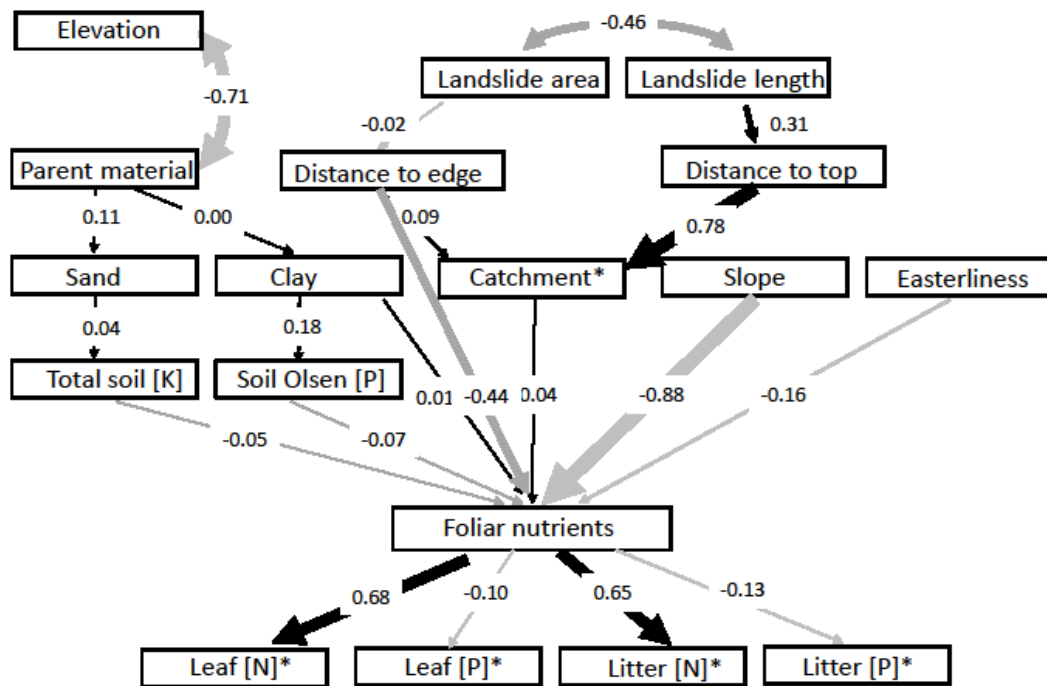 Elevation
-0.46
Landslide area
Landslide length
-0.71
-0.02
0.31
Parent material
Distance to edge
Distance to top
0.11
0.00
0.09
0.78
Sand
Clay
Catchment*
Slope
Easterliness
0.04
0.18
Total soil [K]
Soil Olsen [P]
0.01
-0.44
0.04
-0.88
-0.16
-0.05
-0.07
Foliar nutrients
0.68
-0.10
0.65
-0.13
Leaf [N]*
Leaf [P]*
Litter [N]*
Litter [P]*